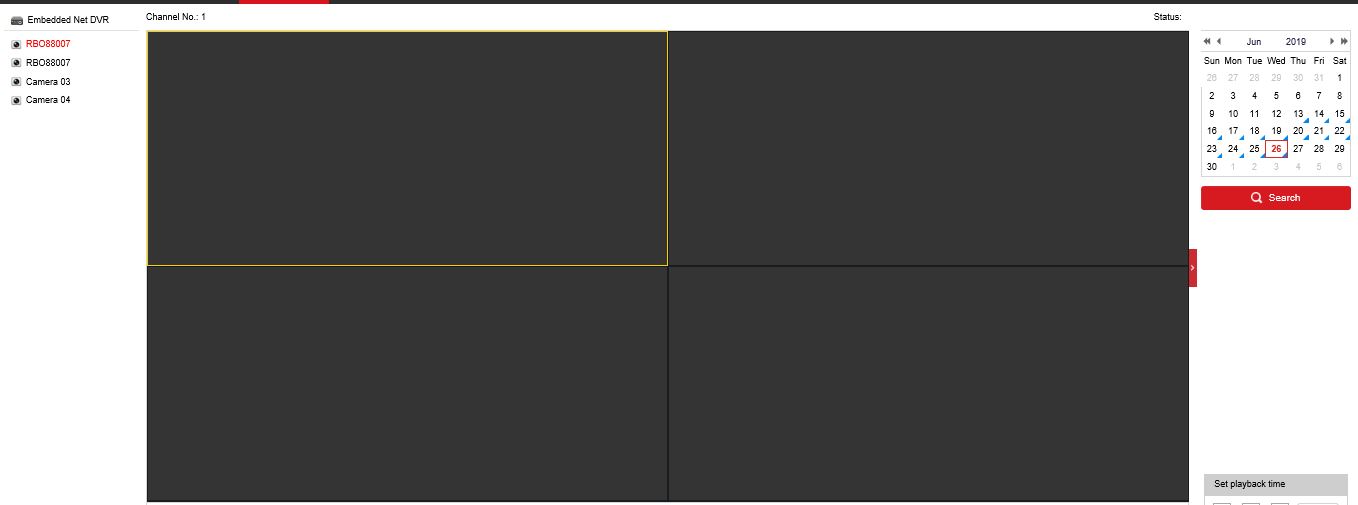 Embedded Net DVR
RBO88007
RBO88007
Camera 03
Camera 04
Channel No.: 1
Status:
Jun 2019
Sun Mon Tue Wed Thu Fri Sat
26 27 28 29 30 31 1
2 3 4 5 6 7 8
9 10 11 12 13 14 15
16 17 18 19 20 21 22
23 24 25 26 27 28 29
30 1 2 3 4 5 6
Search
Set playback time